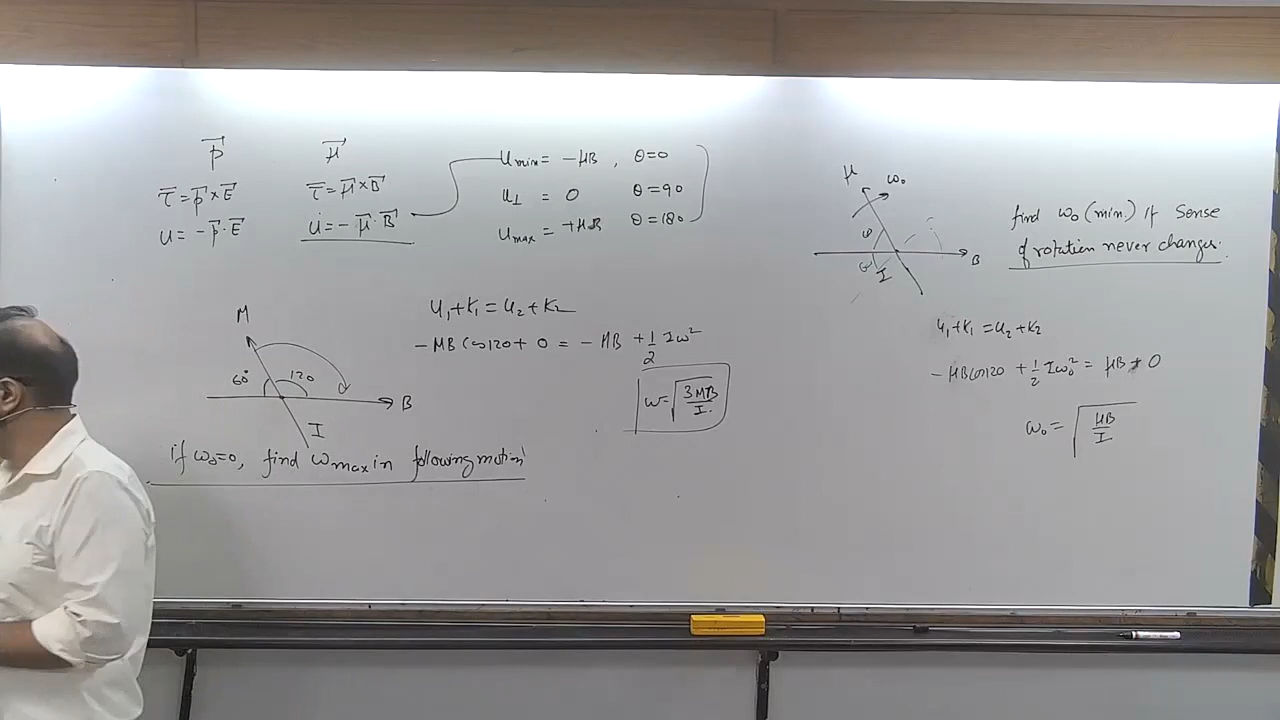 p⃗ μ⃗
τ⃗ = p⃗ × E⃗ τ⃗ = μ⃗ × B⃗
U = - p⃗ · E⃗ U = - μ⃗ · B⃗
Umin = - μB , θ=0
U⊥ = 0 θ=90
Umax = +μB θ=180
M
60° 120
B
I
if ω₀=0, find ωmax in following motion
U₁+K₁ = U₂+K₂
- MB Cos120 + 0 = - MB + 1/2 Iω²
ω = √(3MB/I)
μ ω₀
B
I
find ω₀ (min.) if Sense
of rotation never changes.
U₁+K₁ = U₂+K₂
- μB Cos120 + 1/2 Iω₀² = μB + 0
ω₀ = √(μB/I)